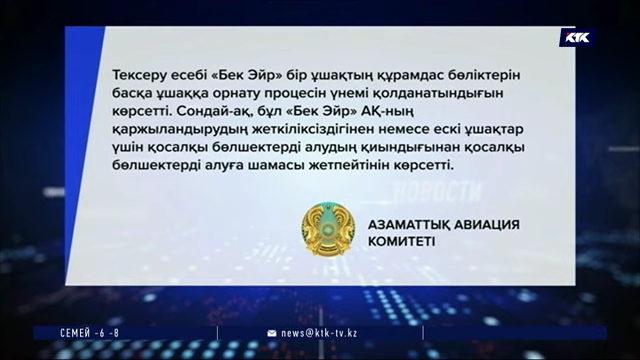 КТК
Тексеру есебі «Бек Эйр» бір ұшақтың құрамдас бөліктерін
басқа ұшаққа орнату процесін үнемі қолданатындығын
көрсетті. Сондай-ақ, бұл «Бек Эйр» АҚ-ның
қаржыландырудың жеткіліксіздігінен немесе ескі ұшақтар
үшін қосалқы бөлшектерді алудың қиындығынан қосалқы
бөлшектерді алуға шамасы жетпейтінін көрсетті.
НОВОСТИ
АЗАМАТТЫҚ АВИАЦИЯ
КОМИТЕТІ
СЕМЕЙ -6 -8
news@ktk-tv.kz